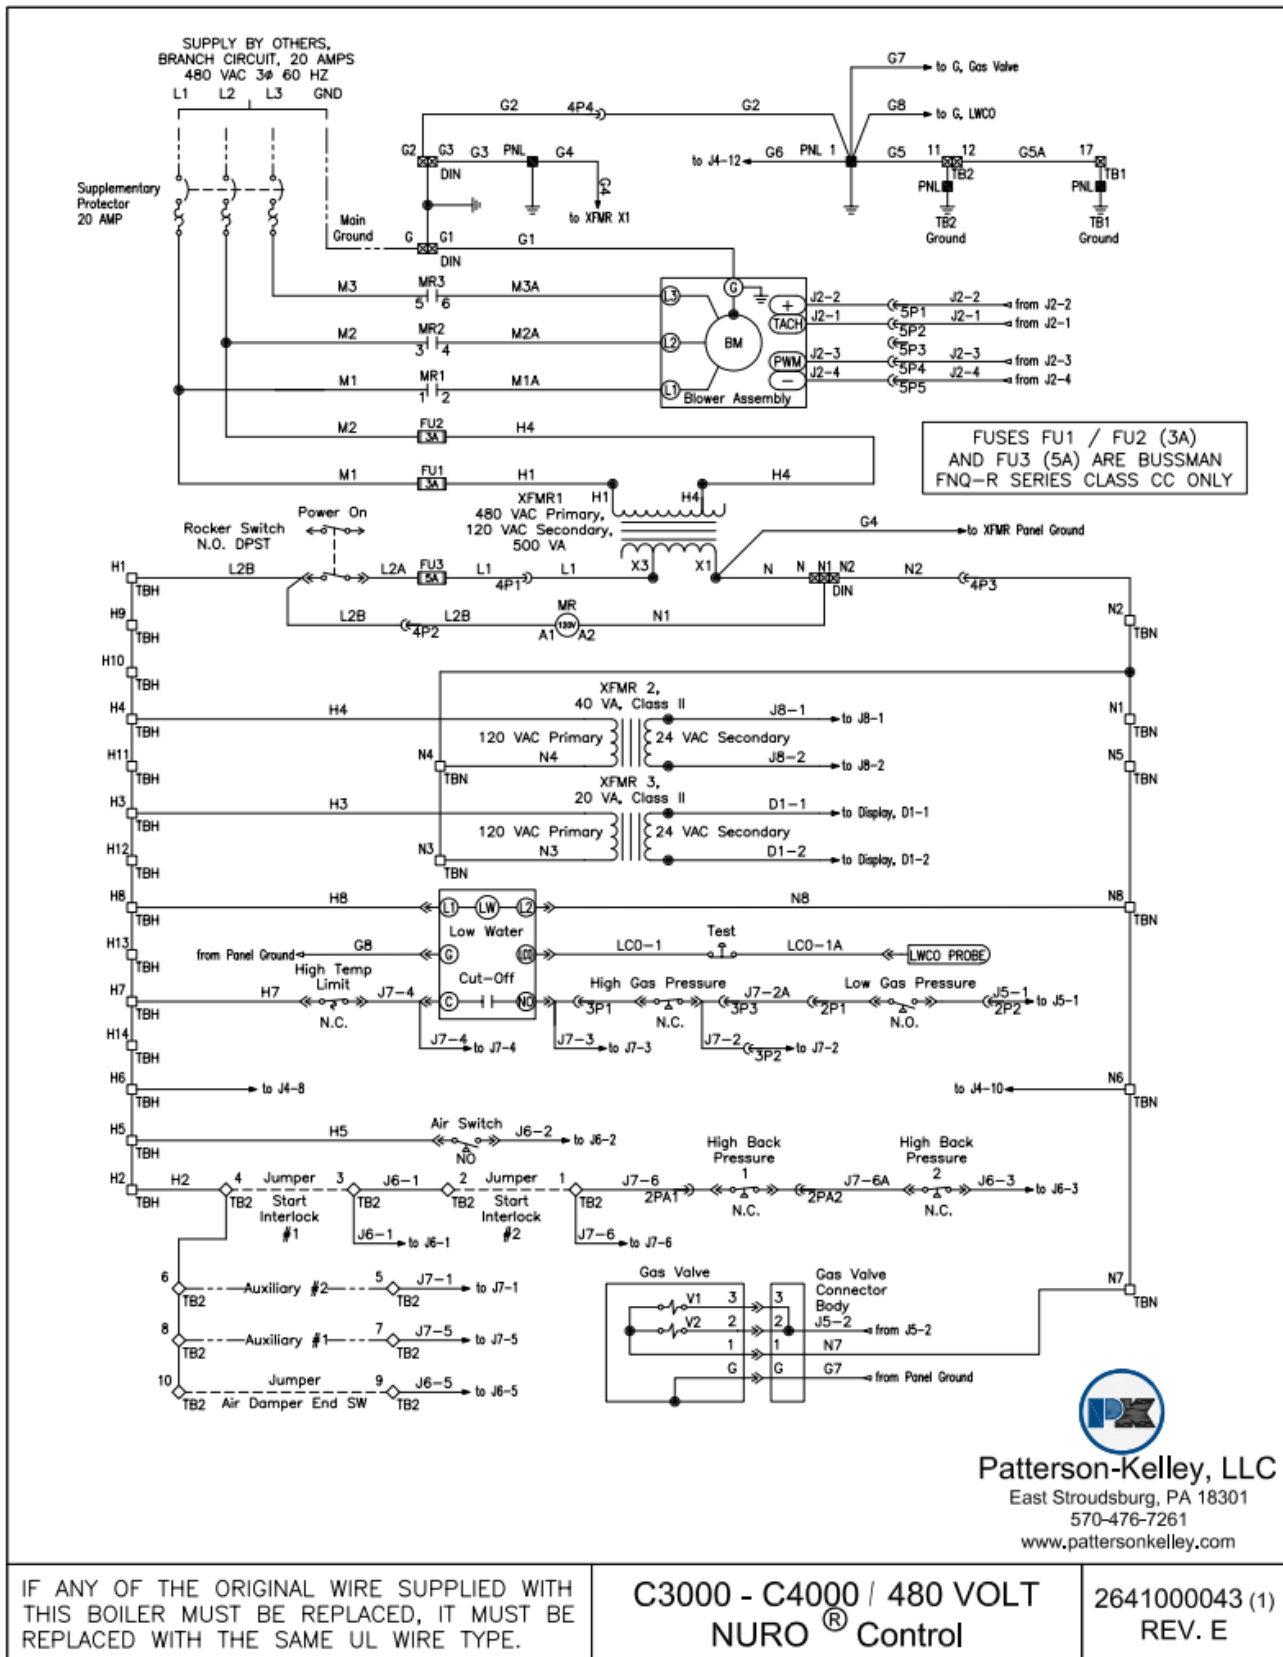 SUPPLY BY OTHERS,
BRANCH CIRCUIT, 20 AMPS
480 VAC 3ø 60 HZ
L1 L2 L3 GND
G7 to G, Gas Valve
G2 4P4 G2 G8 to G, LWCO
G2 G3 G3 PNL G4 to J4-12 G6 PNL 1 G5 11 12 G5A 17
DIN TB2 TB1
G4 PNL PNL
Supplementary
Protector
20 AMP
to XFMR X1
TB2
Ground
TB1
Ground
Main
Ground
G G1 G1
DIN
G
M3 MR3 M3A L3 + J2-2 J2-2 from J2-2
5 6 5P1
TACH J2-1 J2-1 from J2-1
5P2
M2 MR2 M2A L2 BM
3 4 5P3
PWM J2-3 J2-3 from J2-3
5P4
M1 MR1 M1A L1 − J2-4 J2-4 from J2-4
1 2 5P5
Blower Assembly
M2 FU2 H4
3A
FUSES FU1 / FU2 (3A)
AND FU3 (5A) ARE BUSSMAN
FNQ-R SERIES CLASS CC ONLY
M1 FU1 H1 H4
3A
H1 H4
XFMR1
480 VAC Primary,
120 VAC Secondary,
500 VA
Power On
Rocker Switch
N.O. DPST
G4 to XFMR Panel Ground
X3 X1
H1 L2B L2A FU3 L1 L1 N N N1 N2 N2
TBH 5A 4P1 DIN 4P3
H9 L2B L2B MR N1 N2
TBH 4P2 A1 120V A2 TBN
H10
TBH
XFMR 2,
40 VA, Class II
H4 H4 J8-1 to J8-1 N1
TBH TBN
120 VAC Primary 24 VAC Secondary
H11 N4 N4 J8-2 to J8-2 N5
TBH TBN TBN
XFMR 3,
20 VA, Class II
H3 H3 D1-1 to Display, D1-1
TBH
120 VAC Primary 24 VAC Secondary
H12 N3 N3 D1-2 to Display, D1-2
TBH TBN
H8 H8 L1 LW L2 N8 N8
TBH TBN
Low Water
H13 from Panel Ground G8 G LCO LCO-1 Test LCO-1A LWCO PROBE
TBH
High Temp
Limit
Cut-Off High Gas Pressure Low Gas Pressure
H7 H7 J7-4 C NO J7-2A J5-1 to J5-1
TBH N.C. 3P1 N.C. 3P3 2P1 N.O. 2P2
H14 J7-4 to J7-4 J7-3 to J7-3 J7-2 to J7-2
TBH 3P2
H6 to J4-8 to J4-10 N6
TBH TBN
H5 H5 Air Switch J6-2 to J6-2
TBH NO
High Back
Pressure
1
High Back
Pressure
2
H2 H2 4 Jumper 3 J6-1 2 Jumper 1 J7-6 J7-6A J6-3 to J6-3
TBH TB2 TB2 TB2 TB2 2PA1 N.C. 2PA2 N.C.
Start
Interlock
#1
Start
Interlock
#2
J6-1 to J6-1 J7-6 to J7-6
6 Auxiliary #2 5 J7-1 to J7-1
TB2 TB2
8 Auxiliary #1 7 J7-5 to J7-5
TB2 TB2
10 Jumper 9 J6-5 to J6-5
TB2 Air Damper End SW TB2
Gas Valve
Gas Valve
Connector
Body
N7
TBN
V1 3 3
V2 2 2 J5-2 from J5-2
1 1 N7
G G G7 from Panel Ground
PK
Patterson-Kelley, LLC
East Stroudsburg, PA 18301
570-476-7261
www.pattersonkelley.com
IF ANY OF THE ORIGINAL WIRE SUPPLIED WITH
THIS BOILER MUST BE REPLACED, IT MUST BE
REPLACED WITH THE SAME UL WIRE TYPE.
C3000 - C4000 / 480 VOLT
NURO ® Control
26410000043 (1)
REV. E